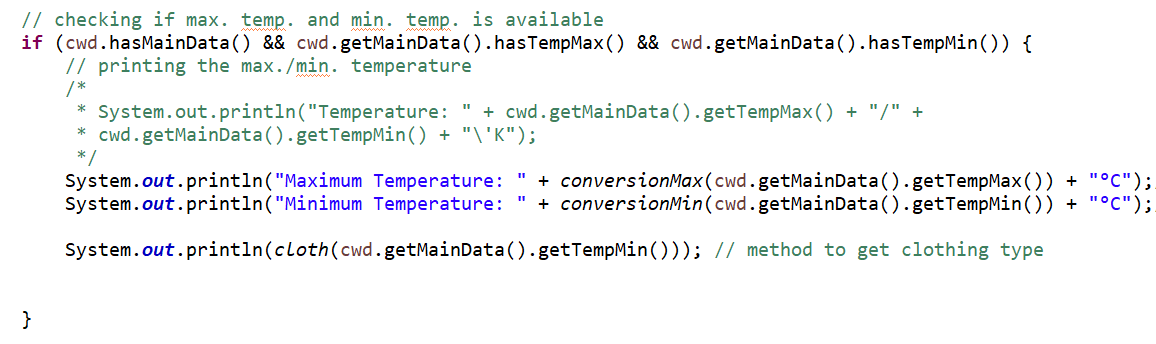 // checking if max. temp. and min. temp. is available
if (cwd.hasMainData() && cwd.getMainData().hasTempMax() && cwd.getMainData().hasTempMin()) {
    // printing the max./min. temperature
    /*
     * System.out.println("Temperature: " + cwd.getMainData().getTempMax() + "/" +
     * cwd.getMainData().getTempMin() + "\'K");
     */
    System.out.println("Maximum Temperature: " + conversionMax(cwd.getMainData().getTempMax()) + "°C");
    System.out.println("Minimum Temperature: " + conversionMin(cwd.getMainData().getTempMin()) + "°C");
    System.out.println(cloth(cwd.getMainData().getTempMin())); // method to get clothing type
}